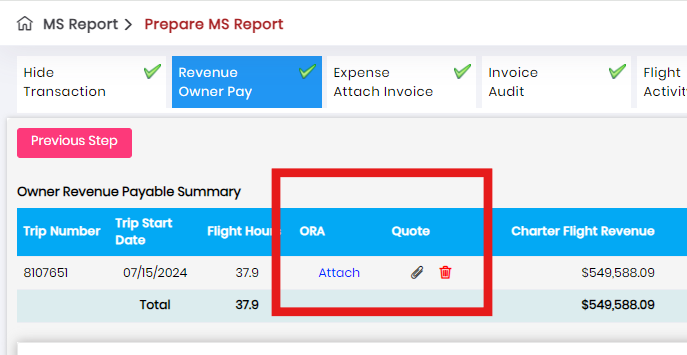 MS Report > Prepare MS Report
Hide Transaction
Revenue Owner Pay
Expense Attach Invoice
Invoice Audit
Flight Activit
Previous Step
Owner Revenue Payable Summary
Trip Number Trip Start Date Flight Hours ORA Quote Charter Flight Revenue
8107651 07/15/2024 37.9 Attach $549,588.09
Total 37.9 $549,588.09